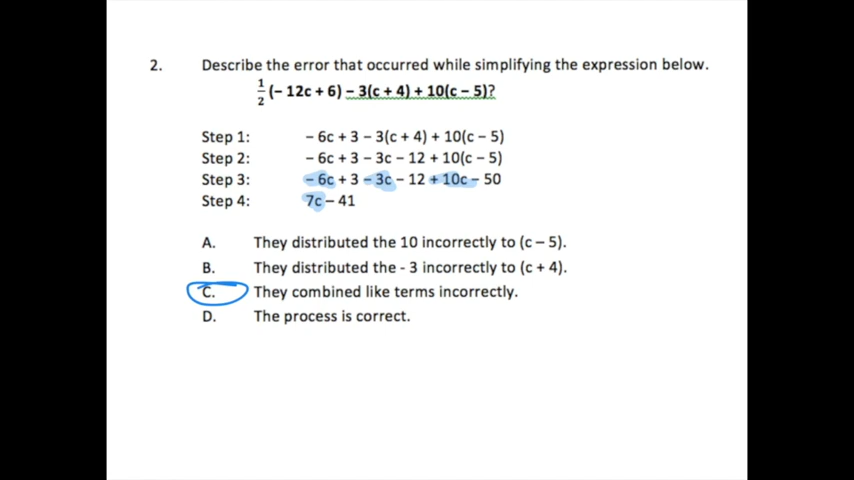 2. Describe the error that occurred while simplifying the expression below.
1/2 (– 12c + 6) – 3(c + 4) + 10(c – 5)?
Step 1: – 6c + 3 – 3(c + 4) + 10(c – 5)
Step 2: – 6c + 3 – 3c – 12 + 10(c – 5)
Step 3: – 6c + 3 – 3c – 12 + 10c – 50
Step 4: 7c – 41
A. They distributed the 10 incorrectly to (c – 5).
B. They distributed the - 3 incorrectly to (c + 4).
C. They combined like terms incorrectly.
D. The process is correct.